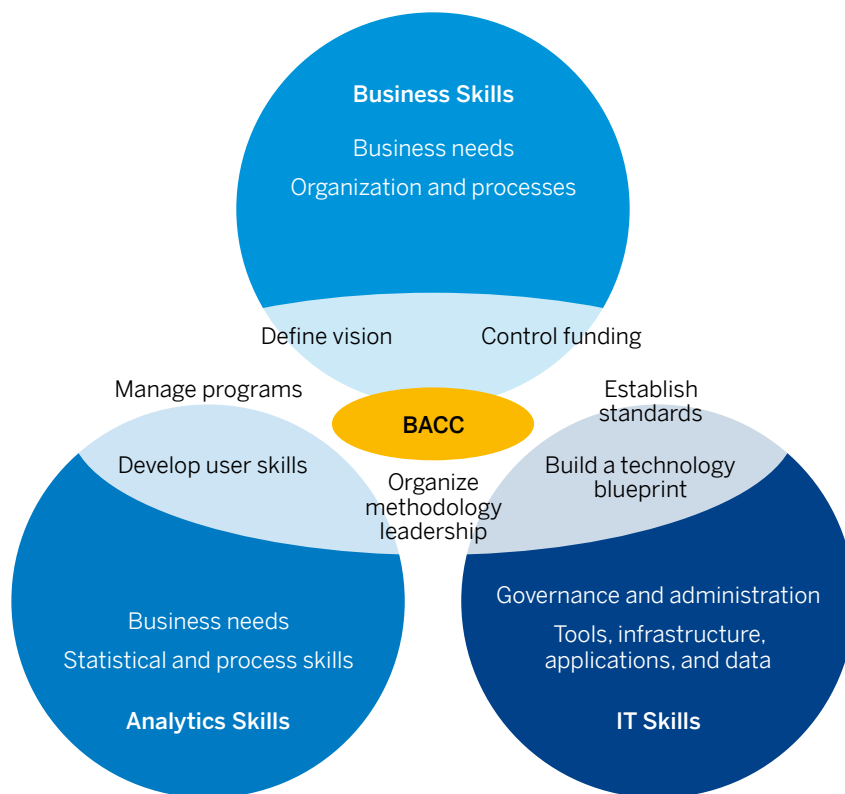 Business Skills
Business needs
Organization and processes
Define vision
Control funding
Manage programs
Establish
standards
BACC
Develop user skills
Build a technology
blueprint
Organize
methodology
leadership
Business needs
Statistical and process skills
Analytics Skills
Governance and administration
Tools, infrastructure,
applications, and data
IT Skills